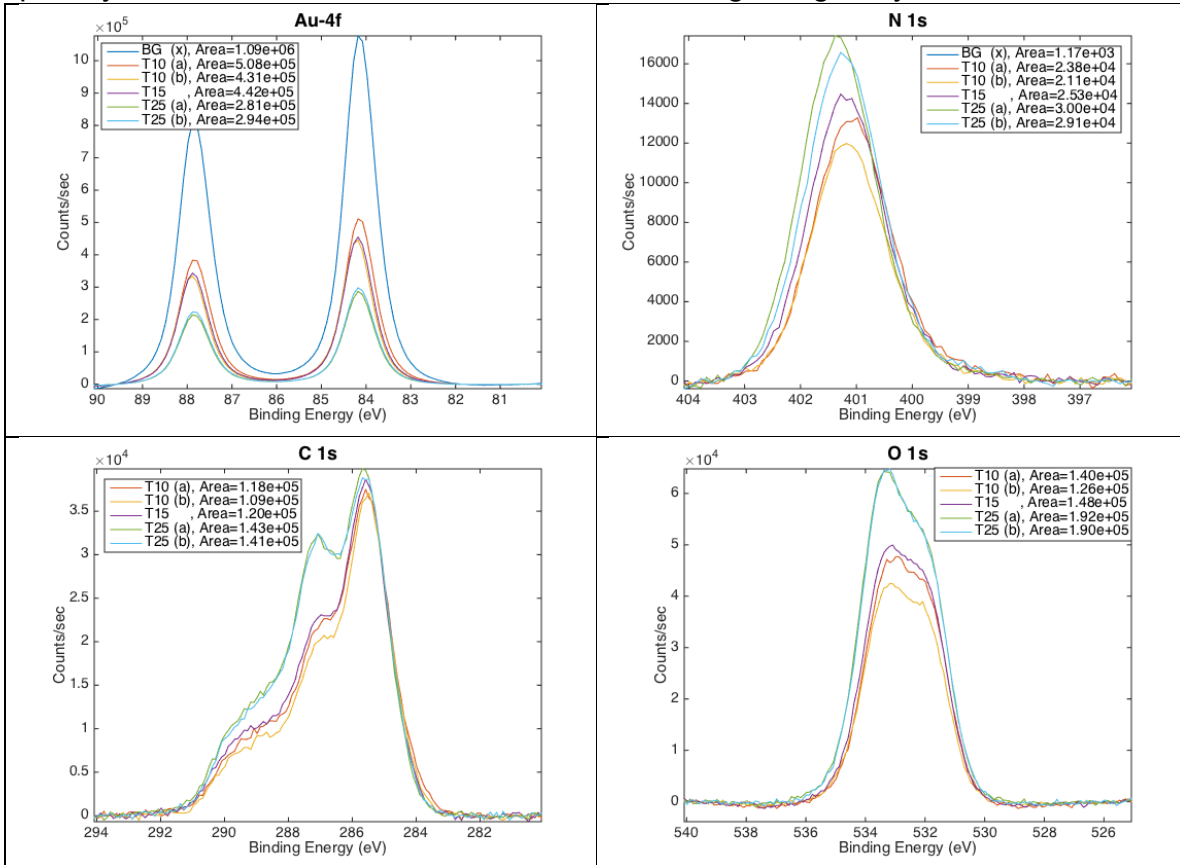 Au-4f
×10⁵
BG (x), Area=1.09e+06
T10 (a), Area=5.08e+05
T10 (b), Area=4.31e+05
T15 , Area=4.42e+05
T25 (a), Area=2.81e+05
T25 (b), Area=2.94e+05
10
9
8
7
6
5
4
3
2
1
0
Counts/sec
90 89 88 87 86 85 84 83 82 81
Binding Energy (eV)
N 1s
BG (x), Area=1.17e+03
T10 (a), Area=2.38e+04
T10 (b), Area=2.11e+04
T15 , Area=2.53e+04
T25 (a), Area=3.00e+04
T25 (b), Area=2.91e+04
16000
14000
12000
10000
8000
6000
4000
2000
0
Counts/sec
404 403 402 401 400 399 398 397
Binding Energy (eV)
C 1s
×10⁴
T10 (a), Area=1.18e+05
T10 (b), Area=1.09e+05
T15 , Area=1.20e+05
T25 (a), Area=1.43e+05
T25 (b), Area=1.41e+05
3.5
3
2.5
2
1.5
1
0.5
0
Counts/sec
294 292 290 288 286 284 282
Binding Energy (eV)
O 1s
×10⁴
T10 (a), Area=1.40e+05
T10 (b), Area=1.26e+05
T15 , Area=1.48e+05
T25 (a), Area=1.92e+05
T25 (b), Area=1.90e+05
6
5
4
3
2
1
0
Counts/sec
540 538 536 534 532 530 528 526
Binding Energy (eV)